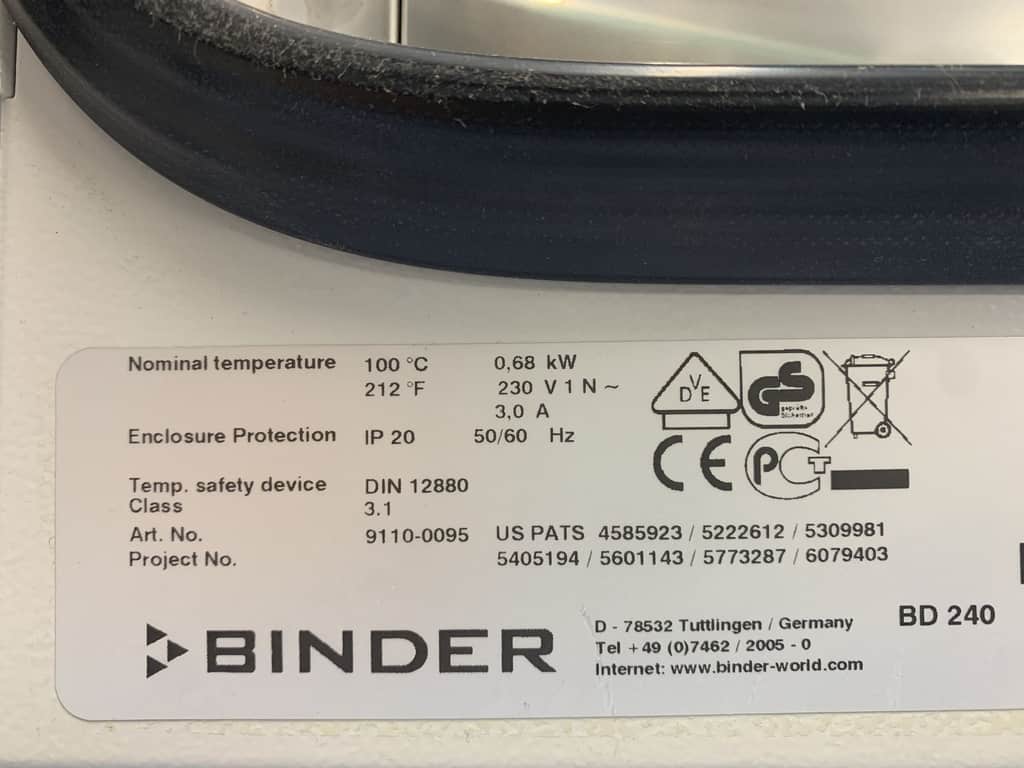 Nominal temperature 100 °C 0,68 kW
212 °F 230 V 1 N ~
3,0 A
Enclosure Protection IP 20 50/60 Hz
Temp. safety device DIN 12880
Class 3.1
Art. No. 9110-0095 US PATS 4585923 / 5222612 / 5309981
Project No. 5405194 / 5601143 / 5773287 / 6079403
DVE
GS
geprüfte
Sicherheit
CE
PCT
BINDER
D - 78532 Tuttlingen / Germany
Tel +49 (0)7462 / 2005 - 0
Internet: www.binder-world.com
BD 240